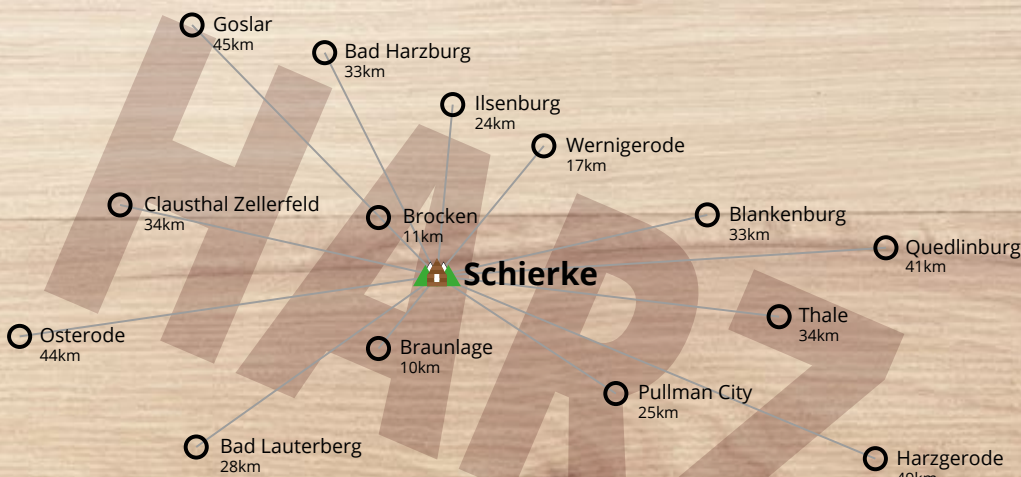 Goslar
45km
Bad Harzburg
33km
Ilsenburg
24km
Wernigerode
17km
Clausthal Zellerfeld
34km
Brocken
11km
Blankenburg
33km
Quedlinburg
41km
Schierke
Thale
34km
Osterode
44km
Braunlage
10km
Pullman City
25km
Bad Lauterberg
28km
Harzgerode
HARZ